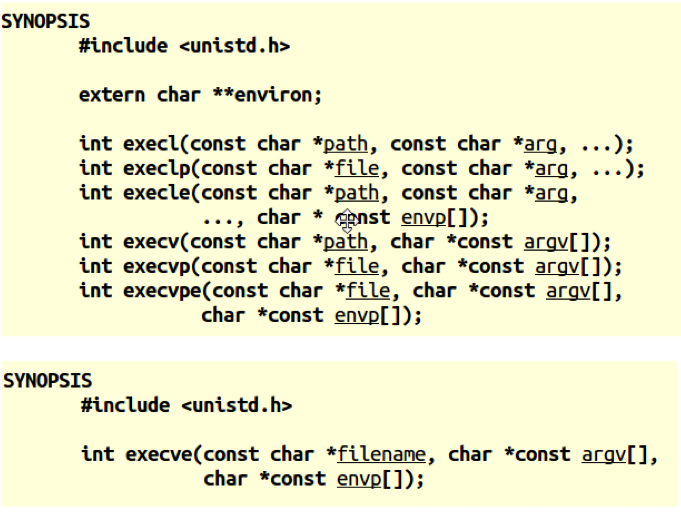 SYNOPSIS
#include <unistd.h>
extern char **environ;
int execl(const char *path, const char *arg, ...);
int execlp(const char *file, const char *arg, ...);
int execle(const char *path, const char *arg,
..., char * const envp[]);
int execv(const char *path, char *const argv[]);
int execvp(const char *file, char *const argv[]);
int execvpe(const char *file, char *const argv[],
char *const envp[]);
SYNOPSIS
#include <unistd.h>
int execve(const char *filename, char *const argv[],
char *const envp[]);